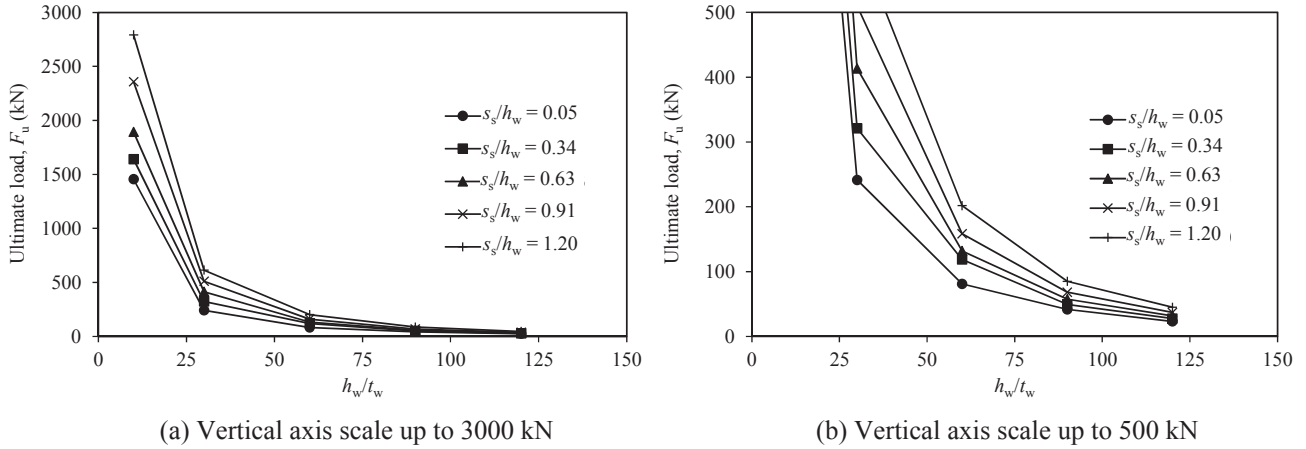 3000
2500
2000
1500
1000
500
0
Ultimate load, Fu (kN)
0 25 50 75 100 125 150
hw/tw
ss/hw = 0.05
ss/hw = 0.34
ss/hw = 0.63
ss/hw = 0.91
ss/hw = 1.20
(a) Vertical axis scale up to 3000 kN
500
400
300
200
100
0
Ultimate load, Fu (kN)
0 25 50 75 100 125 150
hw/tw
ss/hw = 0.05
ss/hw = 0.34
ss/hw = 0.63
ss/hw = 0.91
ss/hw = 1.20
(b) Vertical axis scale up to 500 kN